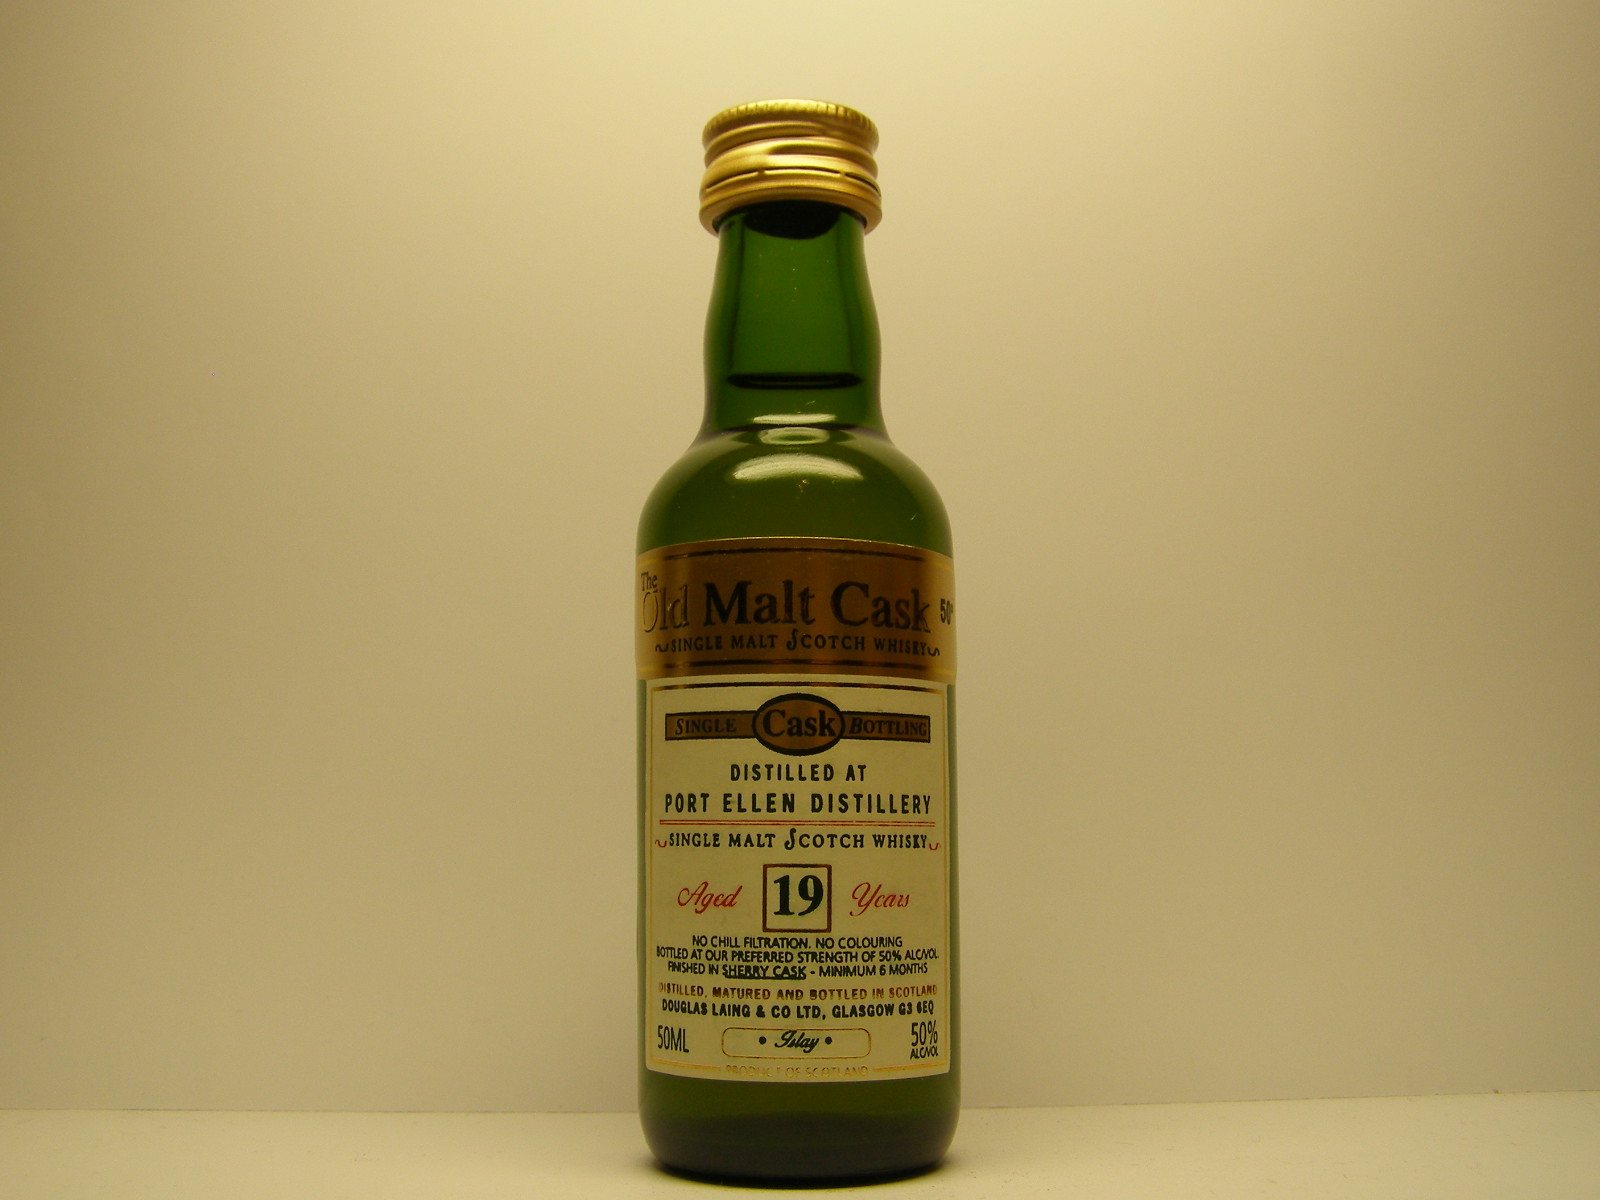 The
Old Malt Cask 50°
SINGLE MALT SCOTCH WHISKY
SINGLE Cask BOTTLING
DISTILLED AT
PORT ELLEN DISTILLERY
SINGLE MALT SCOTCH WHISKY
Aged 19 Years
NO CHILL FILTRATION. NO COLOURING
BOTTLED AT OUR PREFERRED STRENGTH OF 50% ALC/VOL
FINISHED IN SHERRY CASK - MINIMUM 6 MONTHS
DISTILLED, MATURED AND BOTTLED IN SCOTLAND
DOUGLAS LAING & CO LTD, GLASGOW G3 6EQ
50ML • Islay • 50%
ALC/VOL
PRODUCT OF SCOTLAND